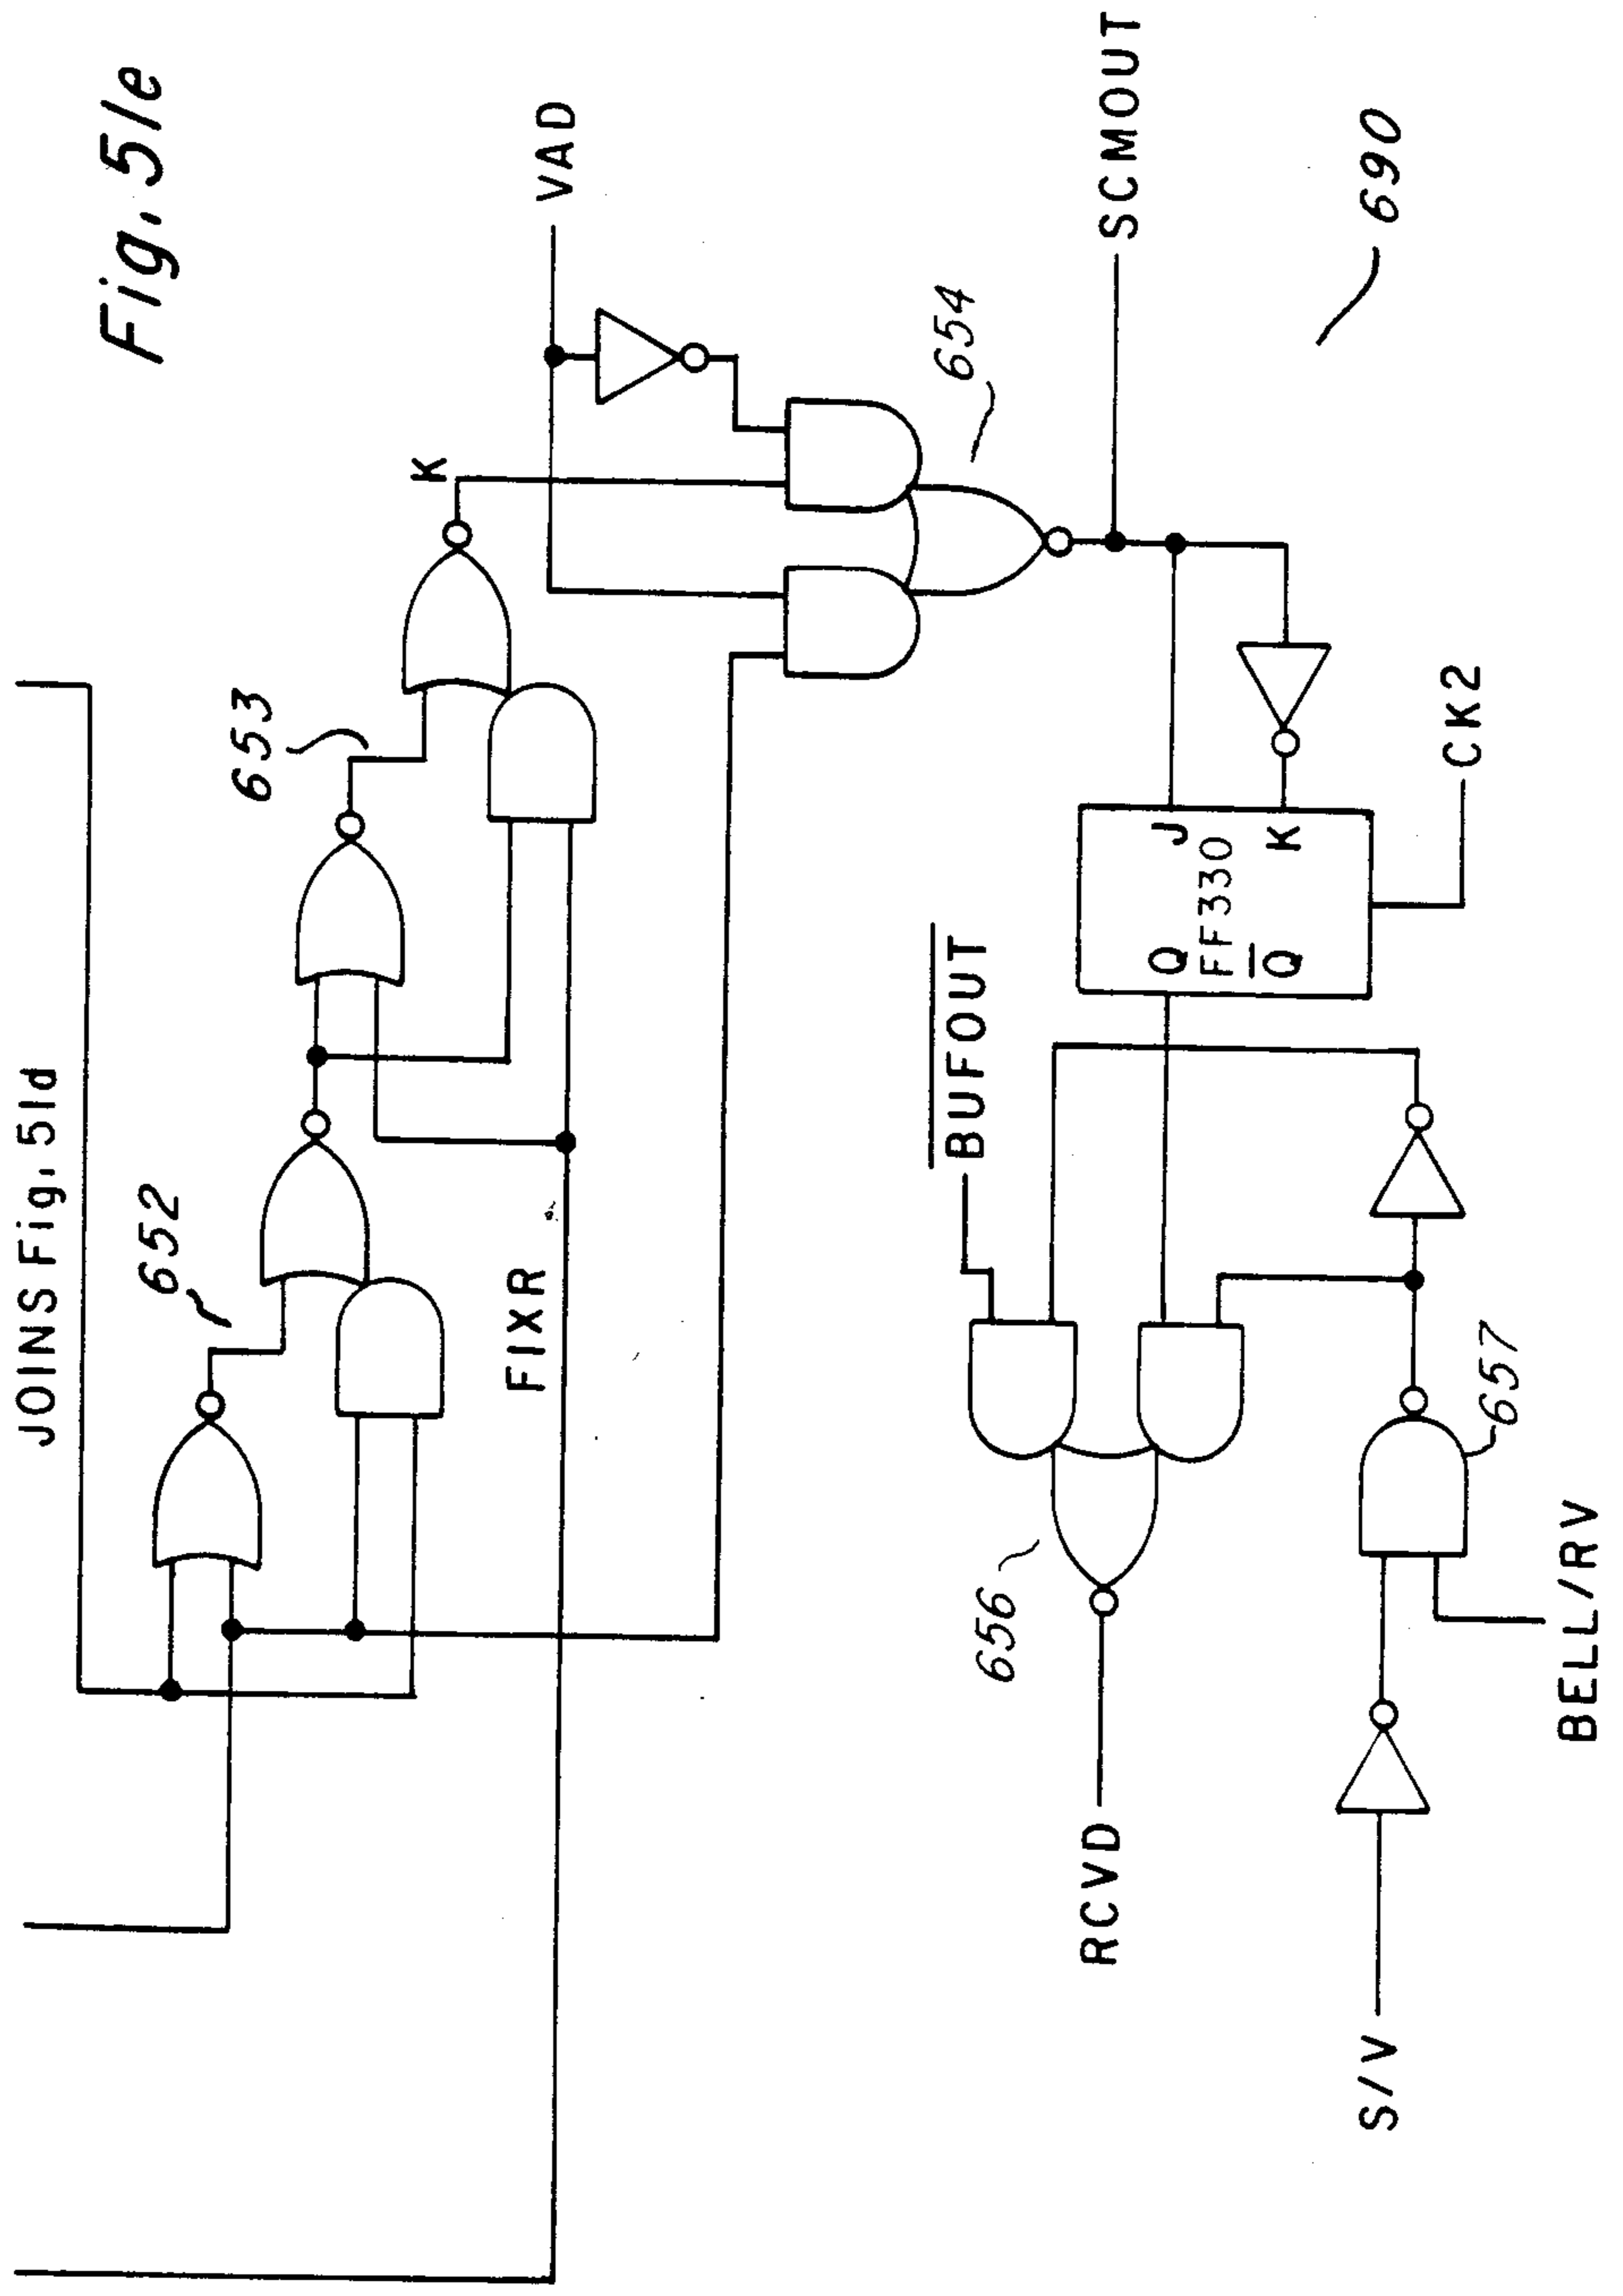 Fig. 51e
JOINS Fig. 51d
652
653
K
VAD
FIXR
654
SCMOUT
690
BUFOUT
J
Q
FF330
K
Q
CK2
656
RCVD
657
S/V
BELL/RV